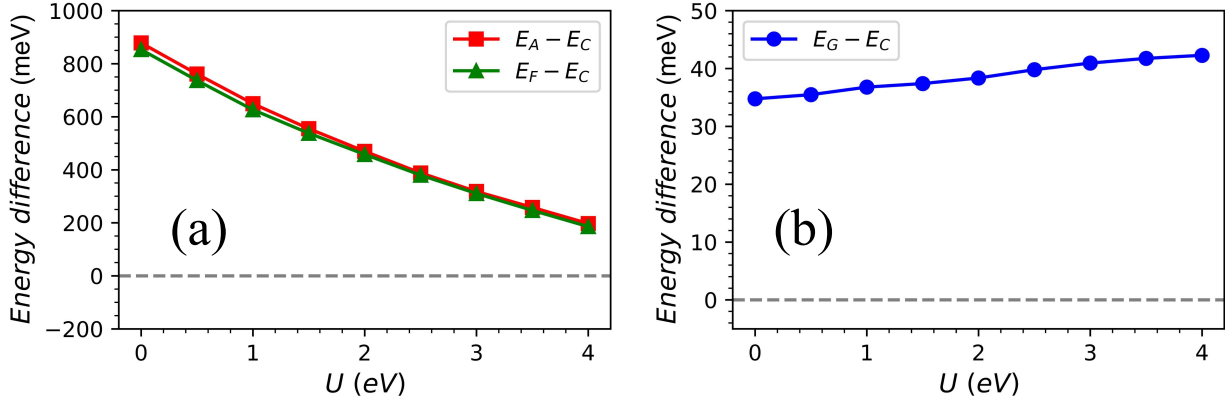 1000
800
600
400
200
0
−200
Energy difference (meV)
E_A − E_C
E_F − E_C
(a)
0 1 2 3 4
U (eV)
50
40
30
20
10
0
Energy difference (meV)
E_G − E_C
(b)
0 1 2 3 4
U (eV)